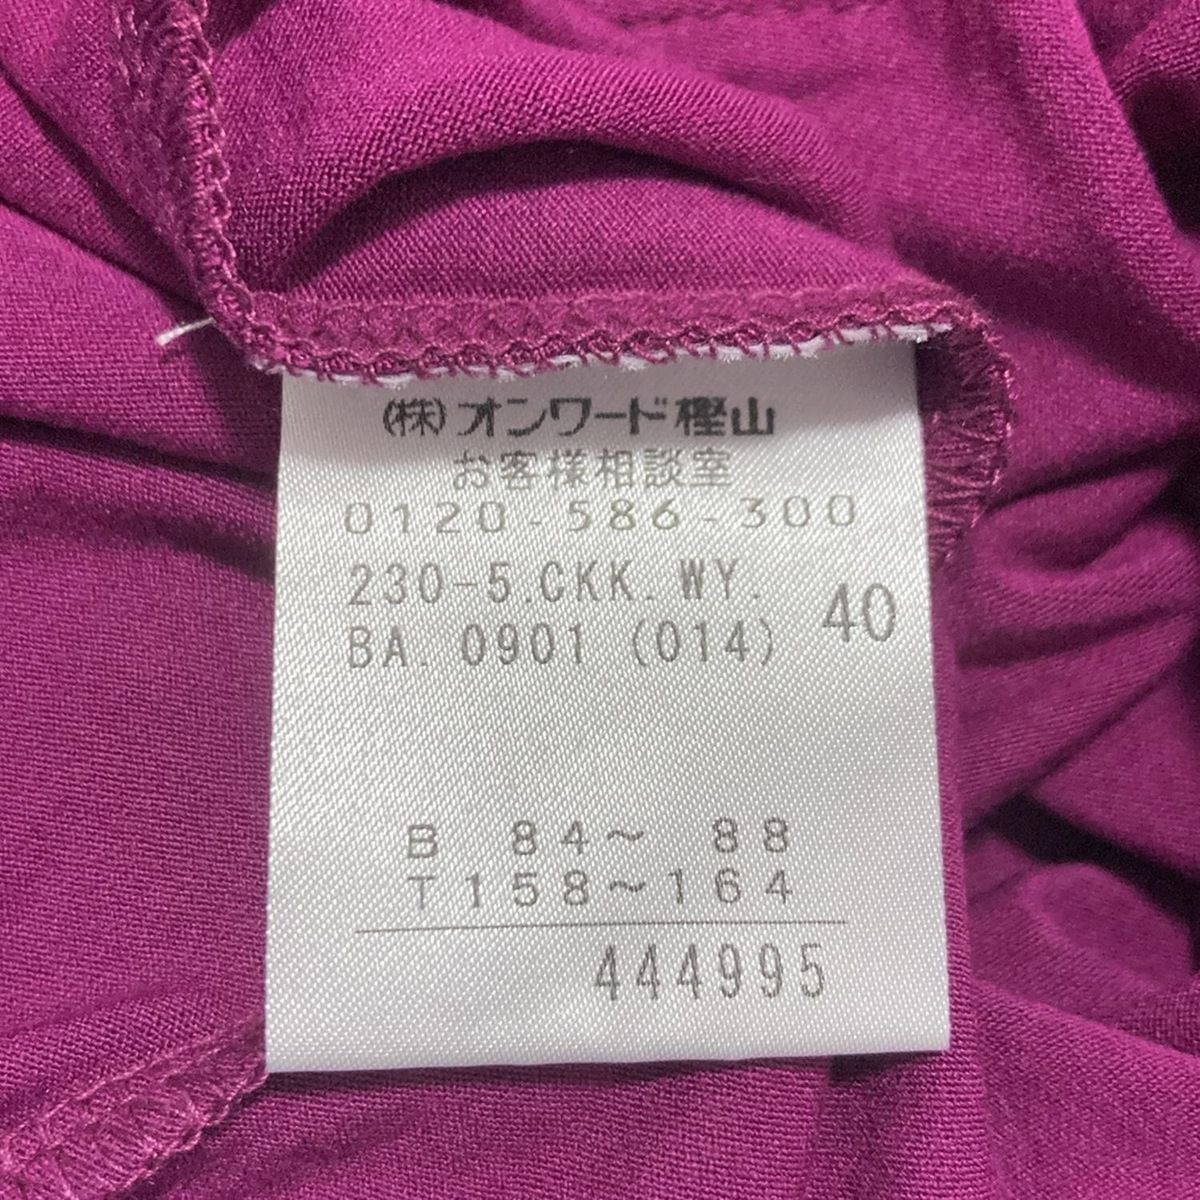 (株)オンワード樫山
お客様相談室
0120-586-300
230-5.CKK.WY.
BA. 0901 (014) 40
B 84～ 88
T158～164
444995